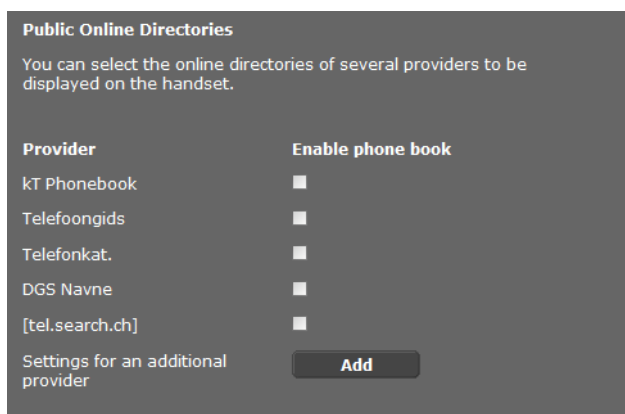 Public Online Directories
You can select the online directories of several providers to be
displayed on the handset.
Provider Enable phone book
kT Phonebook
Telefoongids
Telefonkat.
DGS Navne
[tel.search.ch]
Settings for an additional
provider
Add